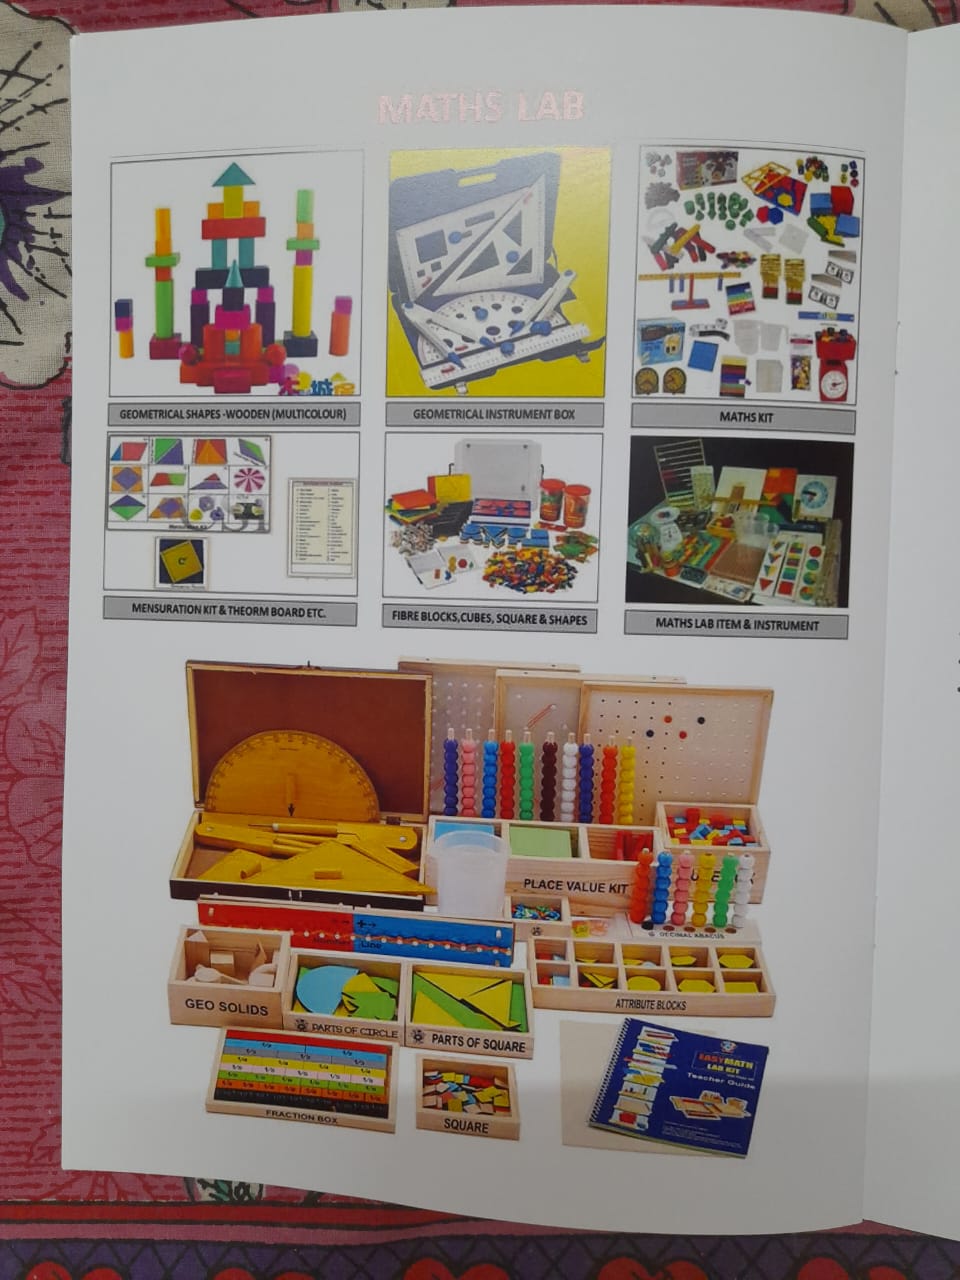 MATHS LAB
GEOMETRICAL SHAPES -WOODEN (MULTICOLOUR)
GEOMETRICAL INSTRUMENT BOX
MATHS KIT
MENSURATION KIT & THEORM BOARD ETC.
FIBRE BLOCKS,CUBES, SQUARE & SHAPES
MATHS LAB ITEM & INSTRUMENT
PLACE VALUE KIT
Number Line
DECIMAL ABACUS
GEO SOLIDS
PARTS OF CIRCLE
PARTS OF SQUARE
ATTRIBUTE BLOCKS
FRACTION BOX
SQUARE
EASYMATH
LAB KIT
Teacher Guide